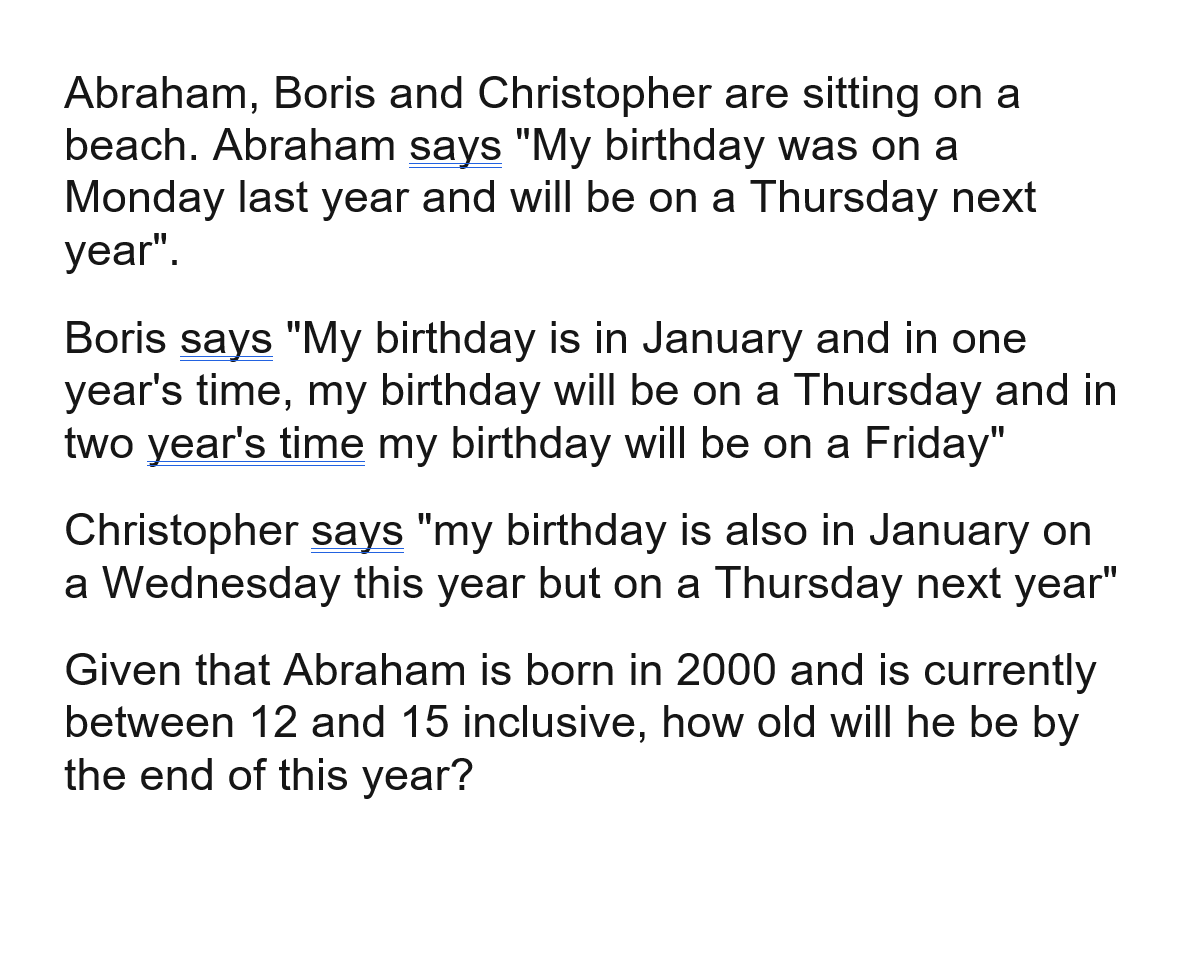 Abraham, Boris and Christopher are sitting on a
beach. Abraham says "My birthday was on a
Monday last year and will be on a Thursday next
year".
Boris says "My birthday is in January and in one
year's time, my birthday will be on a Thursday and in
two year's time my birthday will be on a Friday"
Christopher says "my birthday is also in January on
a Wednesday this year but on a Thursday next year"
Given that Abraham is born in 2000 and is currently
between 12 and 15 inclusive, how old will he be by
the end of this year?